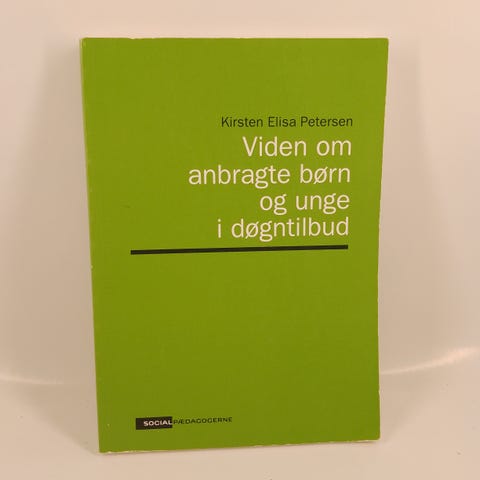 Kirsten Elisa Petersen
Viden om
anbragte børn
og unge
i døgntilbud
SOCIALPÆDAGOGERNE